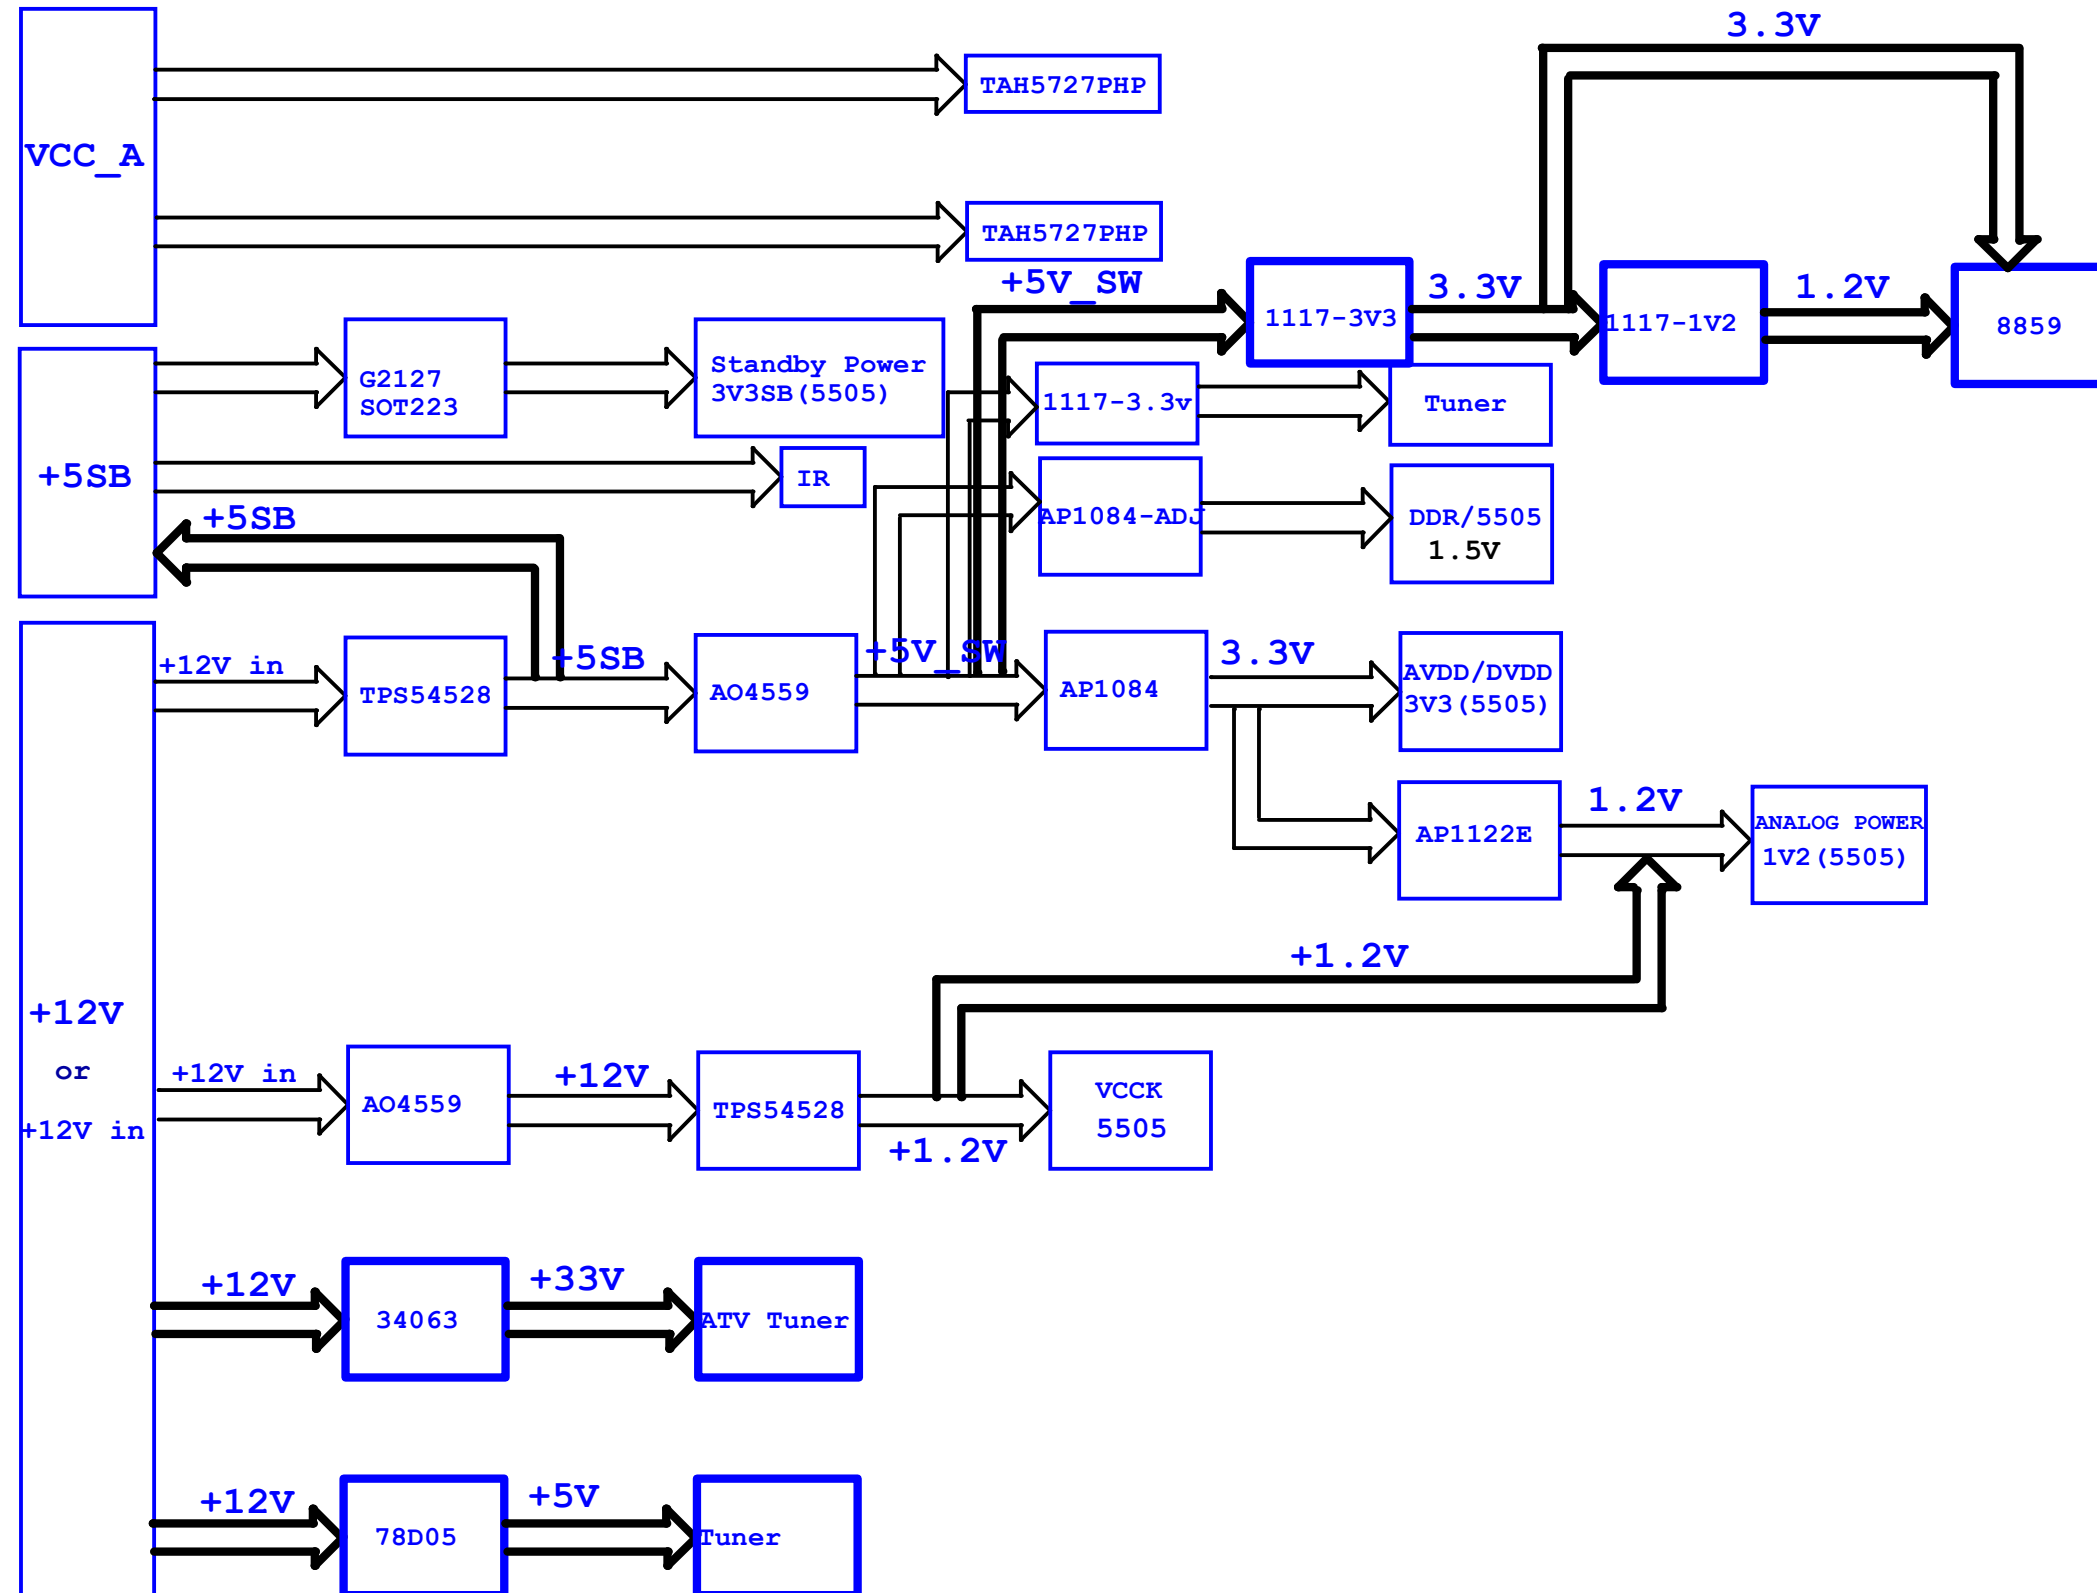 3.3V
TAH5727PHP
VCC_A
TAH5727PHP
+5V_SW
3.3V
1.2V
1117-3V3
1117-1V2
8859
G2127
SOT223
Standby Power
3V3SB(5505)
1117-3.3v
Tuner
+5SB
IR
+5SB
AP1084-ADJ
DDR/5505
1.5V
+12V in
TPS54528
+5SB
AO4559
+5V_SW
AP1084
3.3V
AVDD/DVDD
3V3(5505)
AP1122E
1.2V
ANALOG POWER
1V2(5505)
+1.2V
+12V
or
+12V in
+12V in
AO4559
+12V
TPS54528
+1.2V
VCCK
5505
+12V
34063
+33V
ATV Tuner
+12V
78D05
+5V
Tuner